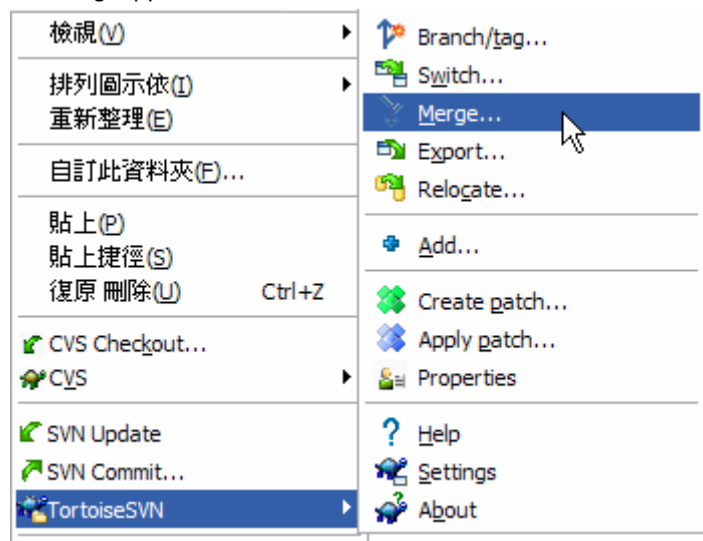 檢視(V)
排列圖示依(I)
重新整理(E)
自訂此資料夾(F)...
貼上(P)
貼上捷徑(S)
復原 刪除(U) Ctrl+Z
CVS Checkout...
CVS
SVN Update
SVN Commit...
TortoiseSVN
Branch/tag...
Switch...
Merge...
Export...
Relocate...
Add...
Create patch...
Apply patch...
Properties
Help
Settings
About